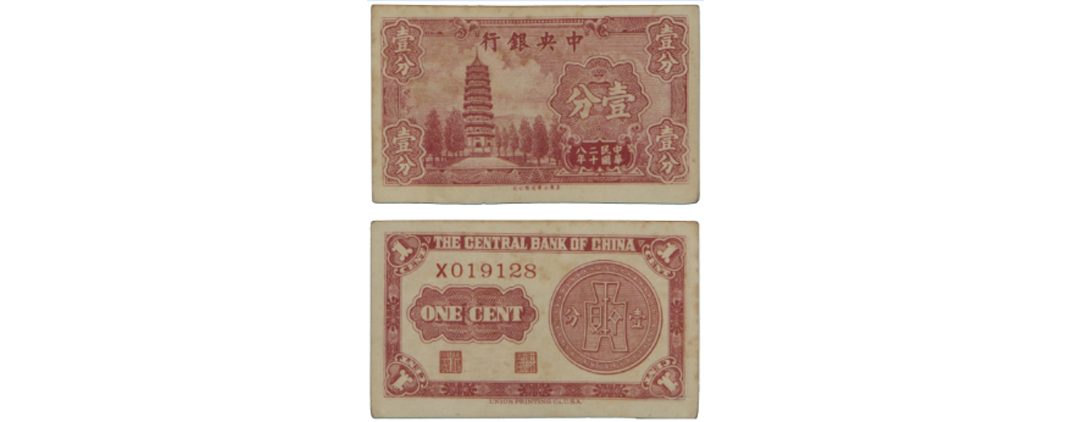 中央銀行
壹分
壹分
壹分
中華民國二十八年
壹分
壹分
THE CENTRAL BANK OF CHINA
1 CENT
1 CENT
X019128
ONE CENT
壹 分
1 CENT
1 CENT
UNION PRINTING Co. U.S.A.